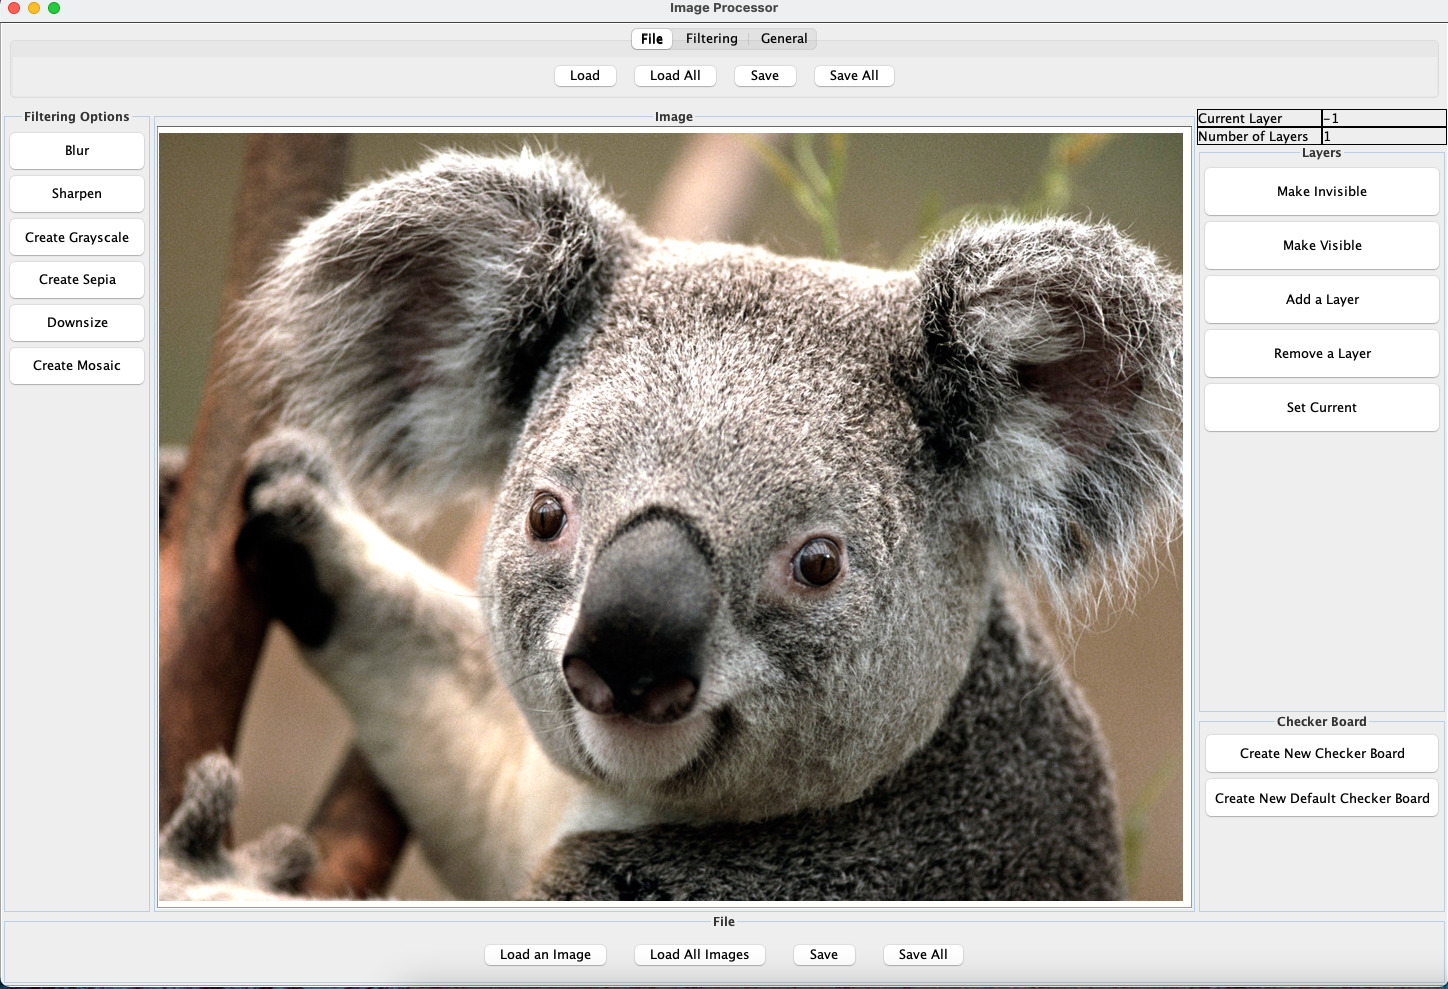 Image Processor
File Filtering General
Load Load All Save Save All
Filtering Options
Blur
Sharpen
Create Grayscale
Create Sepia
Downsize
Create Mosaic
Image
Current Layer -1
Number of Layers 1
Layers
Make Invisible
Make Visible
Add a Layer
Remove a Layer
Set Current
Checker Board
Create New Checker Board
Create New Default Checker Board
File
Load an Image Load All Images Save Save All